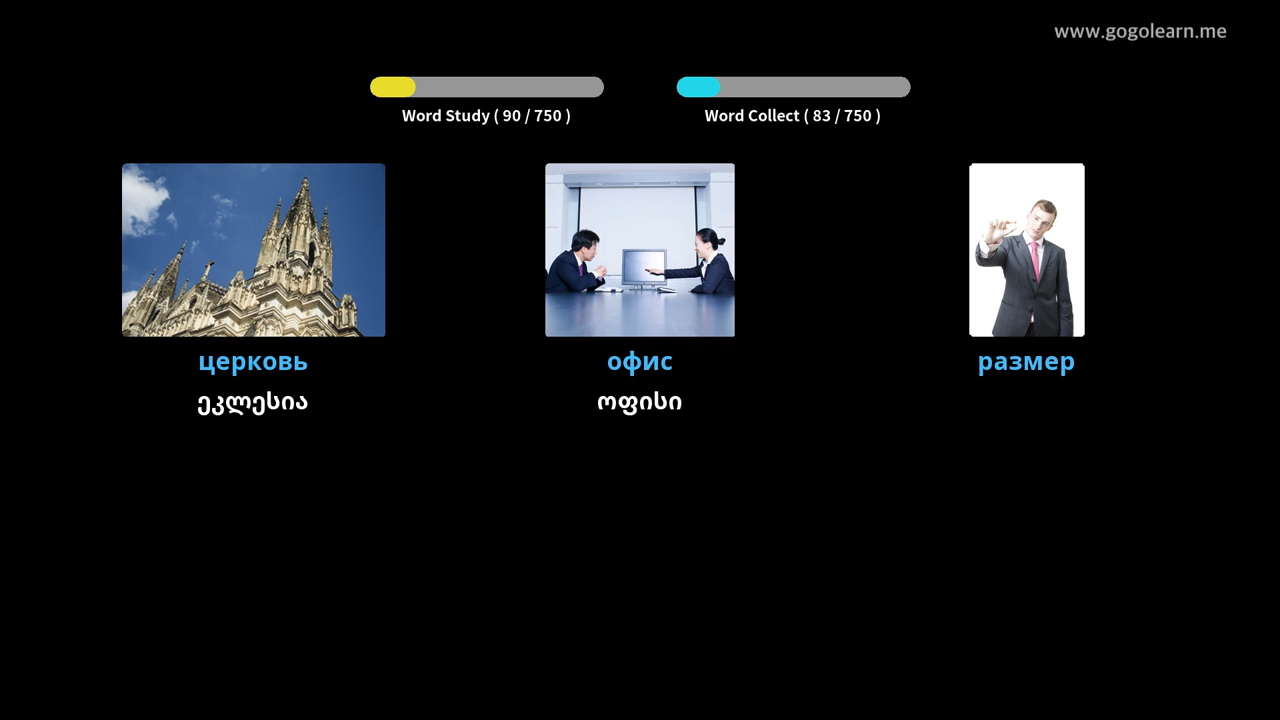 www.gogolearn.me
Word Study ( 90 / 750 )
Word Collect ( 83 / 750 )
церковь
ეკლესია
офис
ოფისი
размер